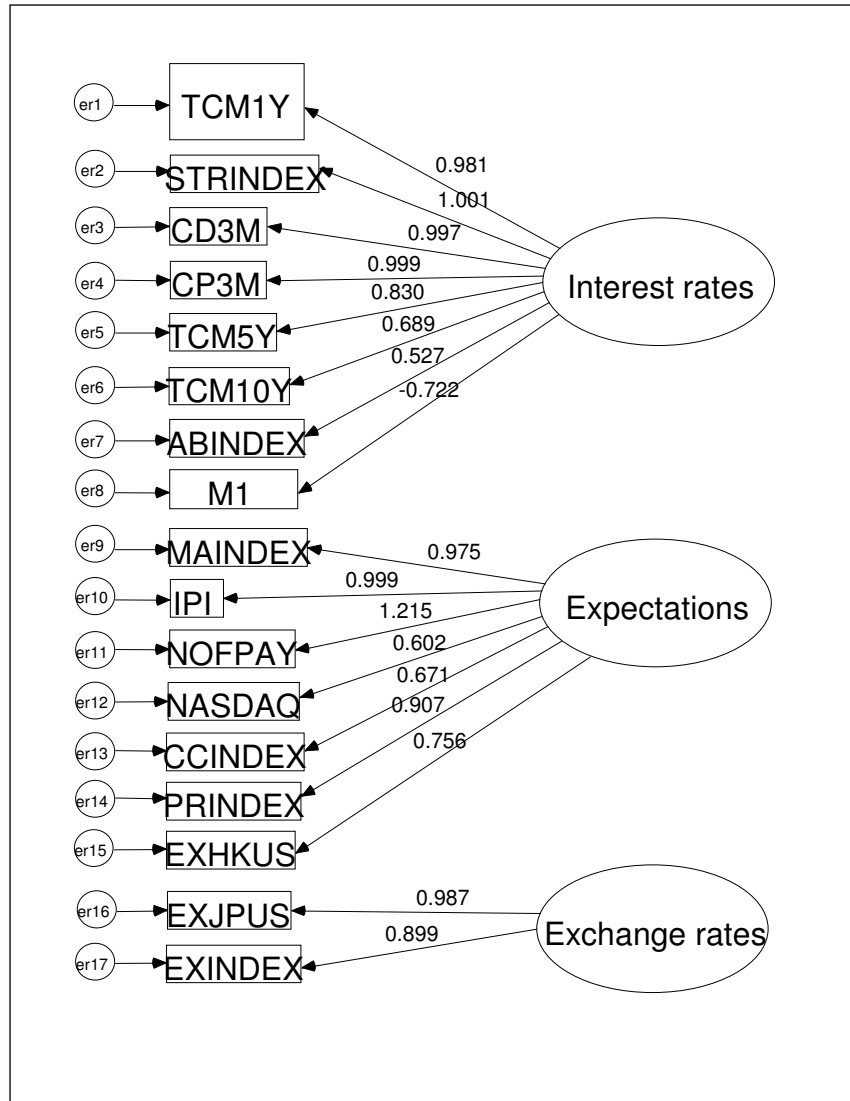 er1 TCM1Y
0.981
er2 STRINDEX
1.001
er3 CD3M 0.997
er4 CP3M 0.999
Interest rates
0.830
er5 TCM5Y
0.689
er6 TCM10Y
0.527
-0.722
er7 ABINDEX
er8 M1
er9 MAINDEX 0.975
er10 IPI 0.999
Expectations
1.215
er11 NOFPAY
0.602
er12 NASDAQ
0.671
0.907
er13 CCINDEX
0.756
er14 PRINDEX
er15 EXHKUS
er16 EXJPUS 0.987
Exchange rates
0.899
er17 EXINDEX